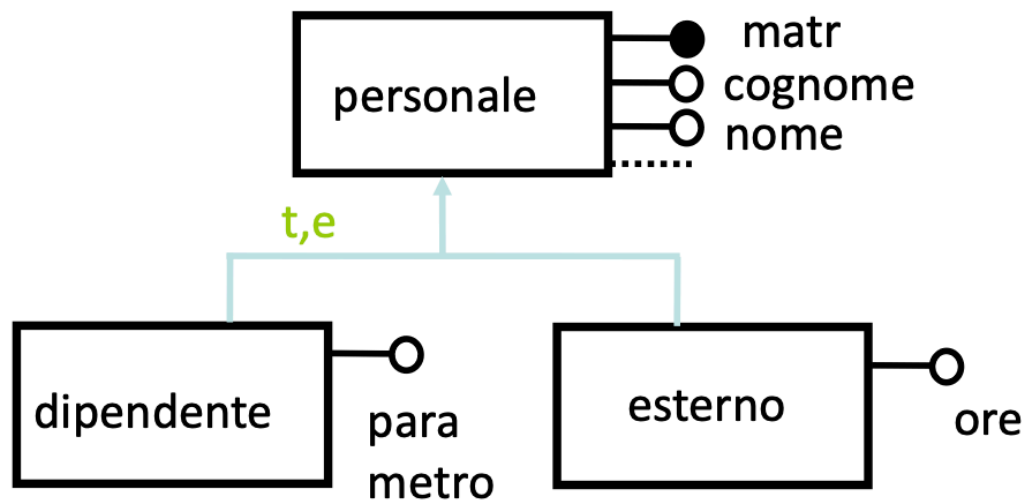 matr
personale
cognome
nome
t,e
dipendente
para
metro
esterno
ore